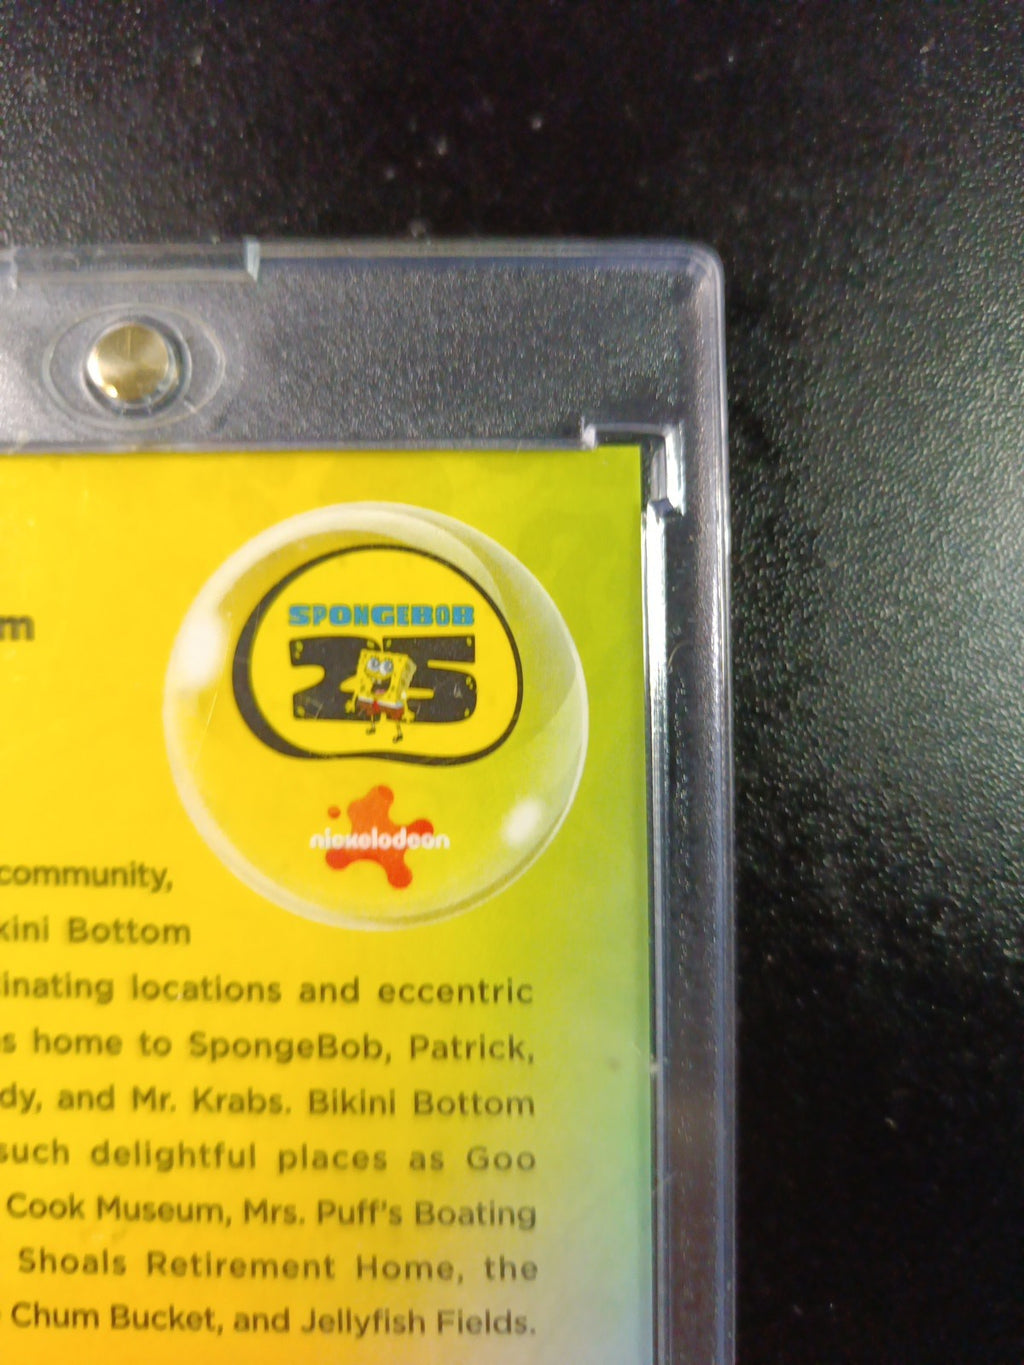 m
SPONGEBOB
25
nickelodeon
community,
kini Bottom
inating locations and eccentric
s home to SpongeBob, Patrick,
dy, and Mr. Krabs. Bikini Bottom
such delightful places as Goo
Cook Museum, Mrs. Puff's Boating
Shoals Retirement Home, the
Chum Bucket, and Jellyfish Fields.